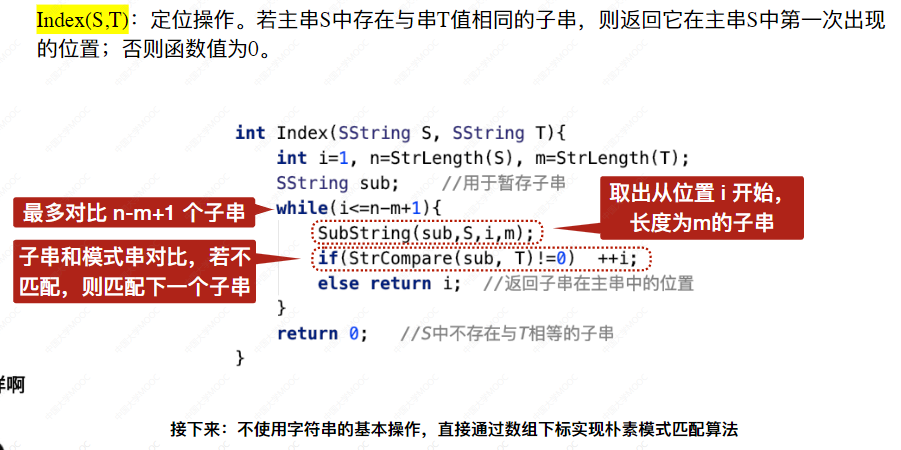 Index(S,T)：定位操作。若主串S中存在与串T值相同的子串，则返回它在主串S中第一次出现
的位置；否则函数值为0。
int Index(SString S, SString T){
int i=1, n=StrLength(S), m=StrLength(T);
SString sub; //用于暂存子串
取出从位置 i 开始，
长度为m的子串
最多对比 n-m+1 个子串
while(i<=n-m+1){
SubString(sub,S,i,m);
子串和模式串对比，若不
匹配，则匹配下一个子串
if(StrCompare(sub, T)!=0) ++i;
else return i; //返回子串在主串中的位置
}
return 0; //S中不存在与T相等的子串
}
样啊
接下来：不使用字符串的基本操作，直接通过数组下标实现朴素模式匹配算法